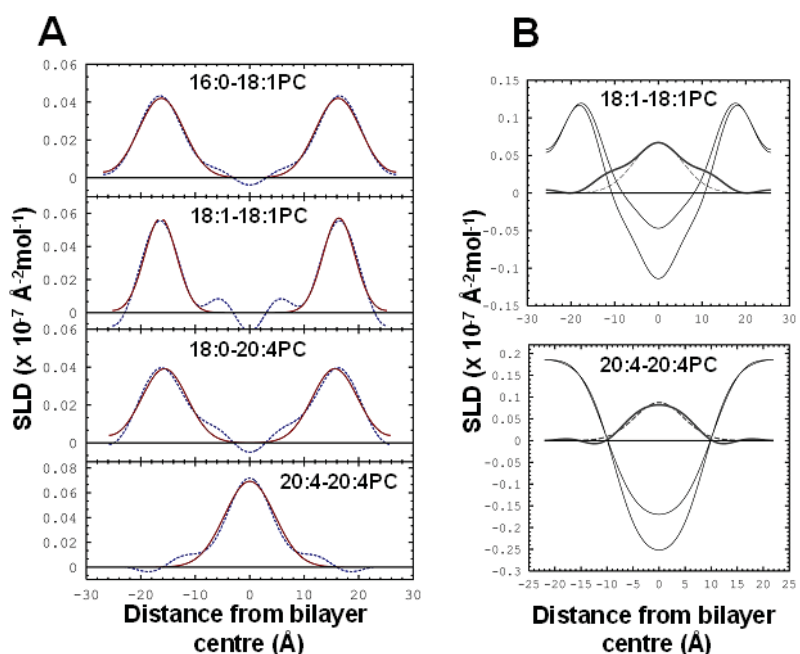 A
B
16:0-18:1PC
0.06
0.04
0.02
0
18:1-18:1PC
0.06
0.04
0.02
0
18:0-20:4PC
0.06
0.04
0.02
0
20:4-20:4PC
0.08
0.06
0.04
0.02
0
-30 -20 -10 0 10 20 30
SLD (x 10-7 Å-2mol-1)
Distance from bilayer
centre (Å)
18:1-18:1PC
0.15
0.1
0.05
0
-0.05
-0.1
-0.15
-30 -20 -10 0 10 20 30
20:4-20:4PC
0.2
0.15
0.1
0.05
0
-0.05
-0.1
-0.15
-0.2
-0.25
-0.3
-25 -20 -15 -10 -5 0 5 10 15 20 25
SLD (x 10-7 Å-2mol-1)
Distance from bilayer
centre (Å)